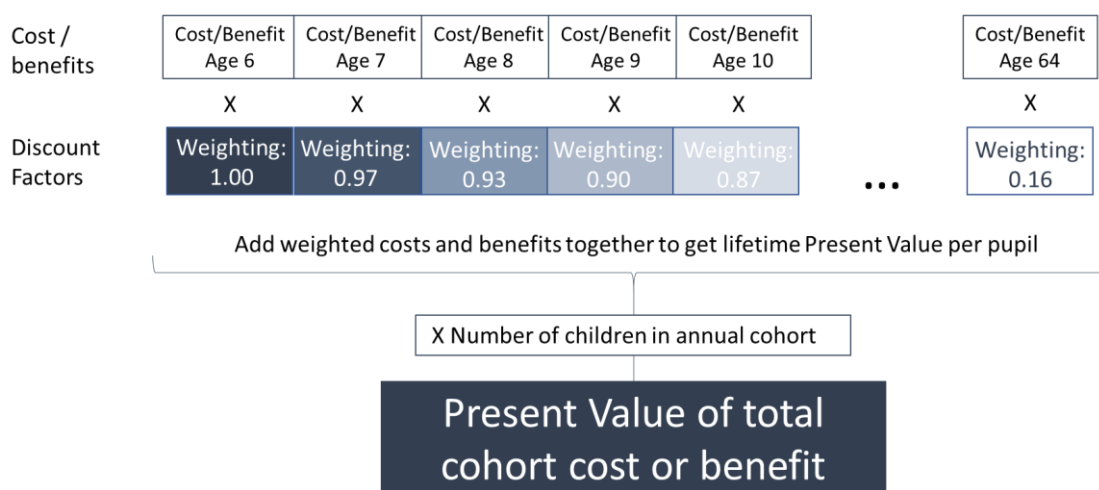 Cost /
benefits
Cost/Benefit
Age 6
Cost/Benefit
Age 7
Cost/Benefit
Age 8
Cost/Benefit
Age 9
Cost/Benefit
Age 10
Cost/Benefit
Age 64
X
X
X
X
X
X
Discount
Factors
Weighting:
1.00
Weighting:
0.97
Weighting:
0.93
Weighting:
0.90
Weighting:
0.87
...
Weighting:
0.16
Add weighted costs and benefits together to get lifetime Present Value per pupil
X Number of children in annual cohort
Present Value of total
cohort cost or benefit